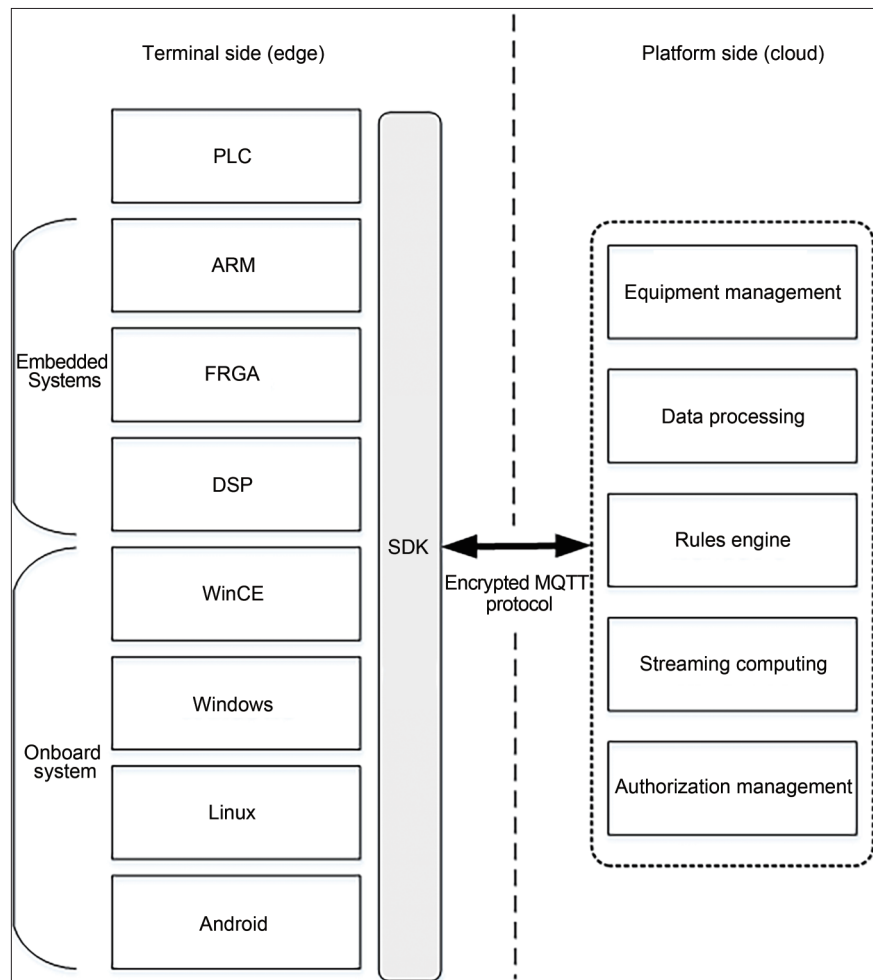 Terminal side (edge)
Platform side (cloud)
PLC
ARM
FRGA
DSP
Embedded
Systems
WinCE
Windows
Linux
Android
Onboard
system
SDK
Encrypted MQTT
protocol
Equipment management
Data processing
Rules engine
Streaming computing
Authorization management